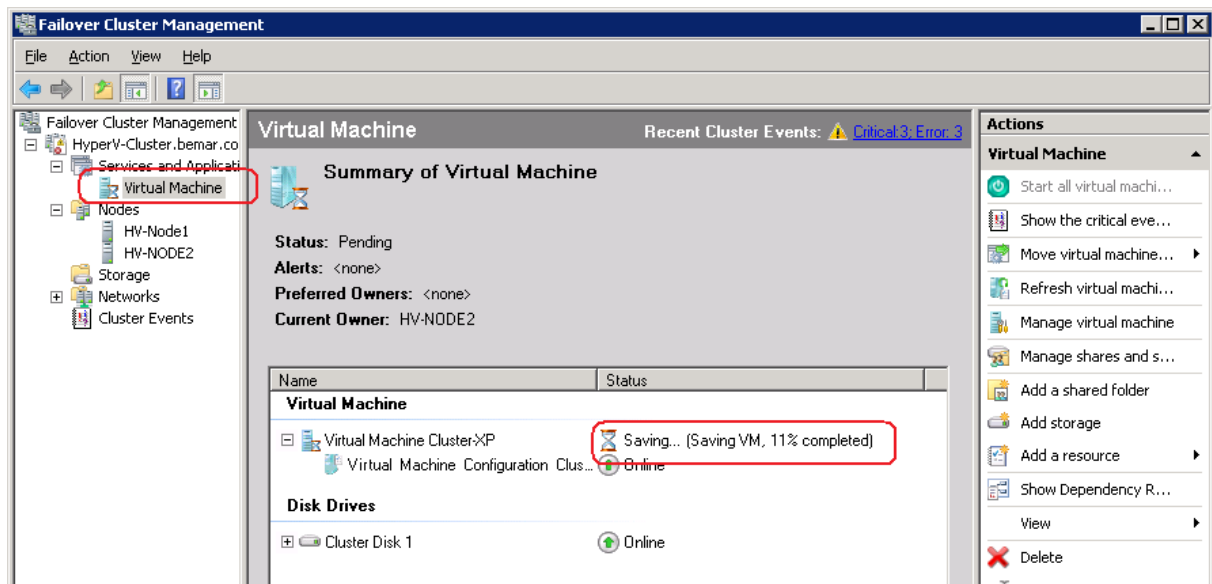 Failover Cluster Management
File Action View Help
Failover Cluster Management
HyperV-Cluster.bemar.co
Services and Applicati
Virtual Machine
Nodes
HV-Node1
HV-NODE2
Storage
Networks
Cluster Events
Virtual Machine
Recent Cluster Events: Critical:3; Error: 3
Summary of Virtual Machine
Status: Pending
Alerts: <none>
Preferred Owners: <none>
Current Owner: HV-NODE2
Name Status
Virtual Machine
Virtual Machine Cluster-XP Saving... (Saving VM, 11% completed)
Virtual Machine Configuration Clus... Online
Disk Drives
Cluster Disk 1 Online
Actions
Virtual Machine
Start all virtual machi...
Show the critical eve...
Move virtual machine...
Refresh virtual machi...
Manage virtual machine
Manage shares and s...
Add a shared folder
Add storage
Add a resource
Show Dependency R...
View
Delete